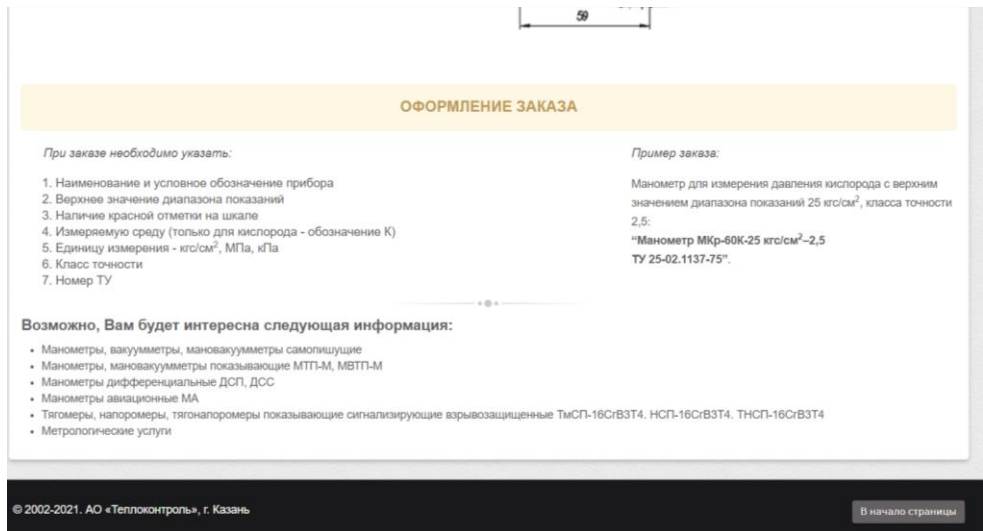 59
ОФОРМЛЕНИЕ ЗАКАЗА
При заказе необходимо указать:
1. Наименование и условное обозначение прибора
2. Верхнее значение диапазона показаний
3. Наличие красной отметки на шкале
4. Измеряемую среду (только для кислорода - обозначение К)
5. Единицу измерения - кгс/см², МПа, кПа
6. Класс точности
7. Номер ТУ
Пример заказа:
Манометр для измерения давления кислорода с верхним
значением диапазона показаний 25 кгс/см², класса точности
2,5:
“Манометр МКр-60К-25 кгс/см²–2,5
ТУ 25-02.1137-75”.
Возможно, Вам будет интересна следующая информация:
• Манометры, вакуумметры, мановакуумметры самопишущие
• Манометры, мановакуумметры показывающие МТП-М, МВТП-М
• Манометры дифференциальные ДСП, ДСС
• Манометры авиационные МА
• Тягомеры, напоромеры, тягонапоромеры показывающие сигнализирующие взрывозащищенные ТмСП-16СгВ3Т4. НСП-16СгВ3Т4. ТНСП-16СгВ3Т4
• Метрологические услуги
© 2002-2021. АО «Теплоконтроль», г. Казань
В начало страницы